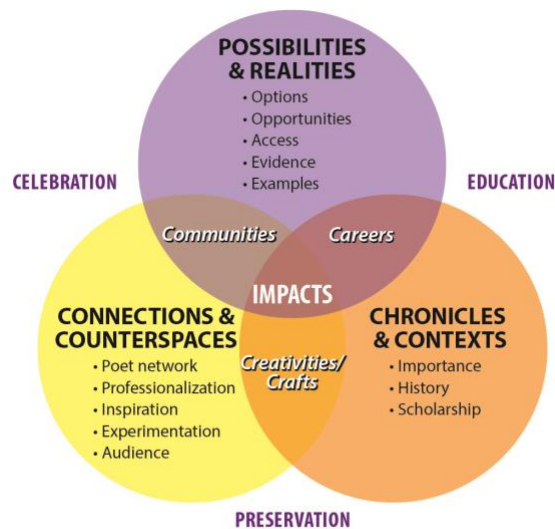 POSSIBILITIES
& REALITIES
• Options
• Opportunities
• Access
• Evidence
• Examples
CELEBRATION
EDUCATION
Communities
Careers
IMPACTS
CONNECTIONS &
COUNTERSPACES
• Poet network
• Professionalization
• Inspiration
• Experimentation
• Audience
Creativities/
Crafts
CHRONICLES
& CONTEXTS
• Importance
• History
• Scholarship
PRESERVATION